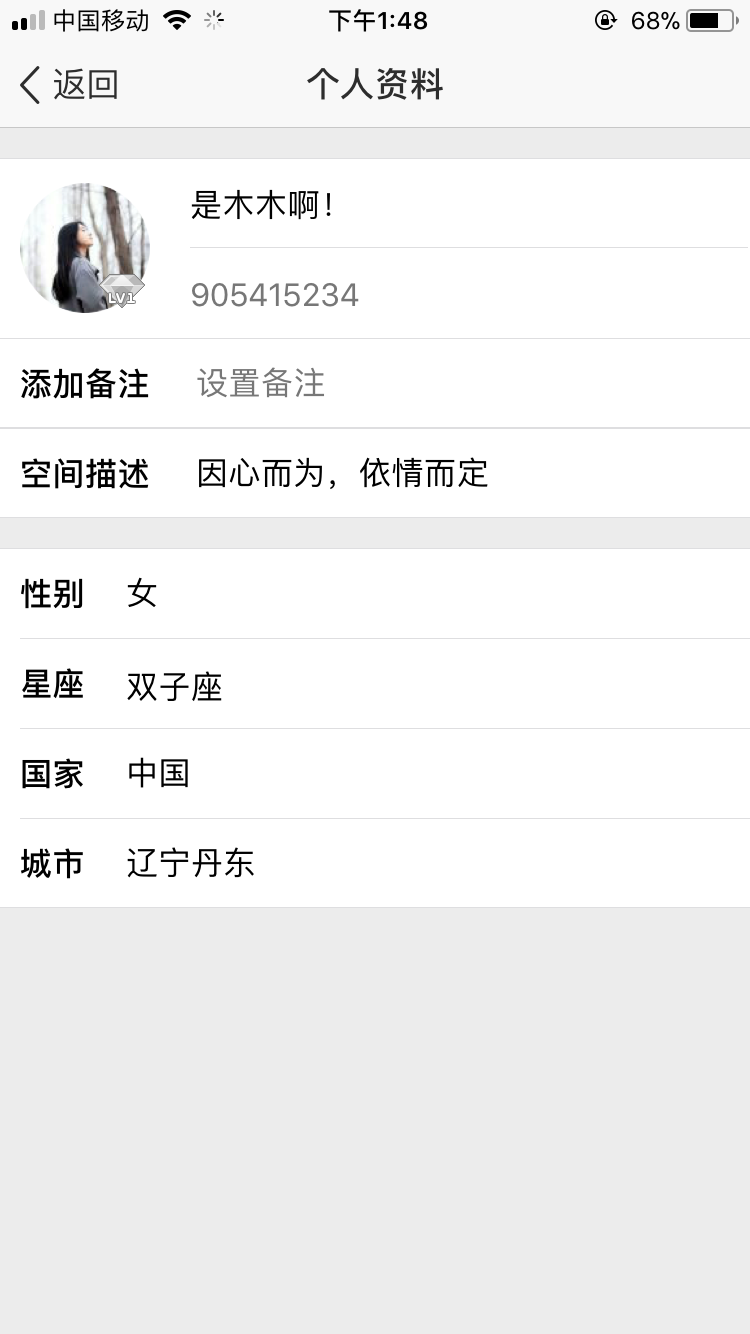 中国移动 下午1:48 68%
返回 个人资料
是木木啊！
LV1
905415234
添加备注 设置备注
空间描述 因心而为，依情而定
性别 女
星座 双子座
国家 中国
城市 辽宁丹东